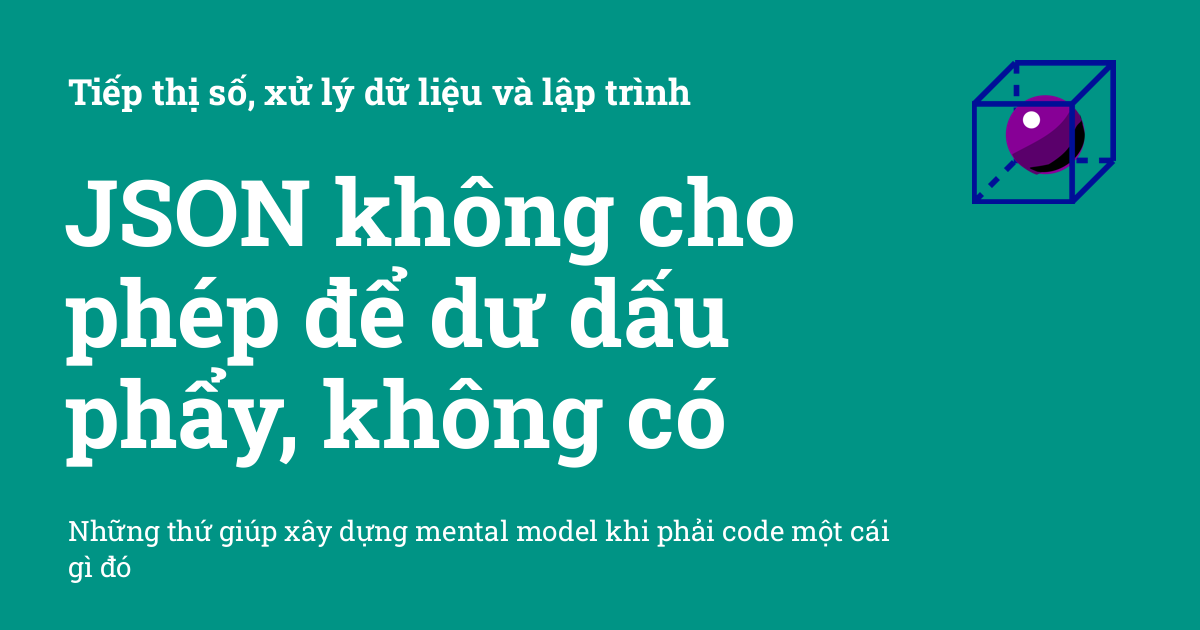 Tiếp thị số, xử lý dữ liệu và lập trình
JSON không cho
phép để dư dấu
phẩy, không có
Những thứ giúp xây dựng mental model khi phải code một cái
gì đó